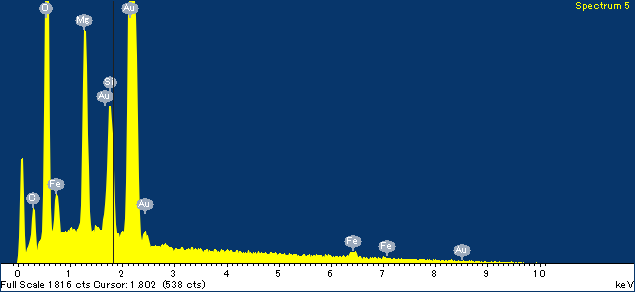 Spectrum 5
O Au
Mg
Si
Au
Fe
O Au
Fe Fe Au
0 1 2 3 4 5 6 7 8 9 10
Full Scale 1816 cts Cursor: 1.802 (538 cts) keV